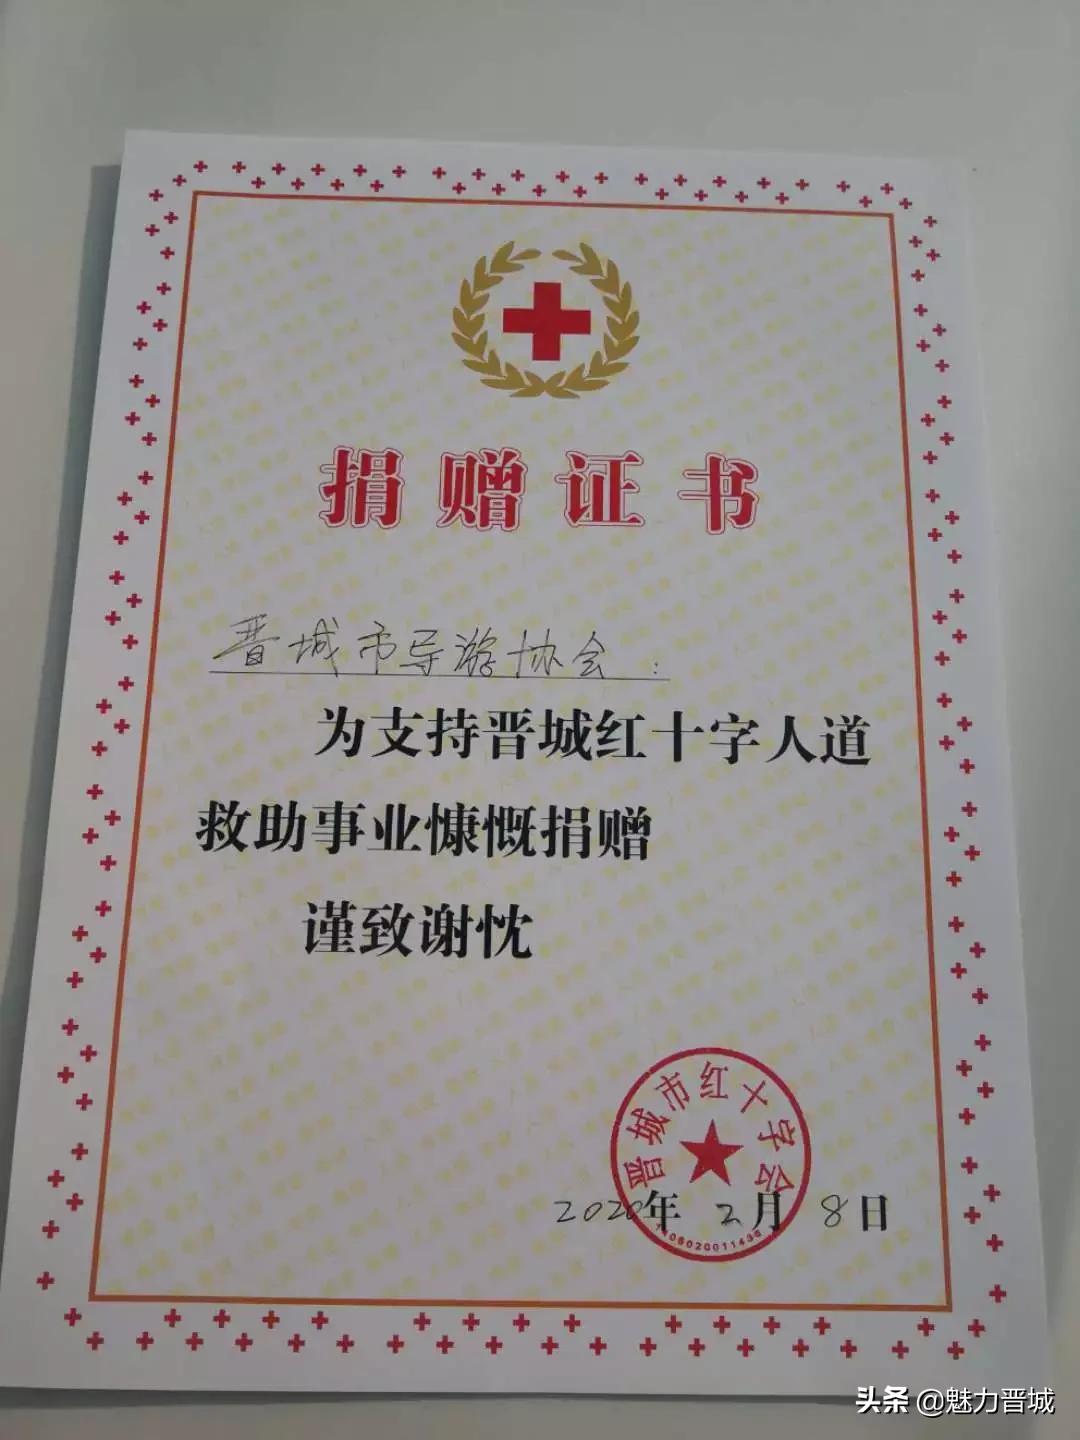 捐赠证书
晋城市导游协会：
为支持晋城红十字人道
救助事业慷慨捐赠
谨致谢忱
晋城市红十字会
2020年2月8日
头条 @魅力晋城